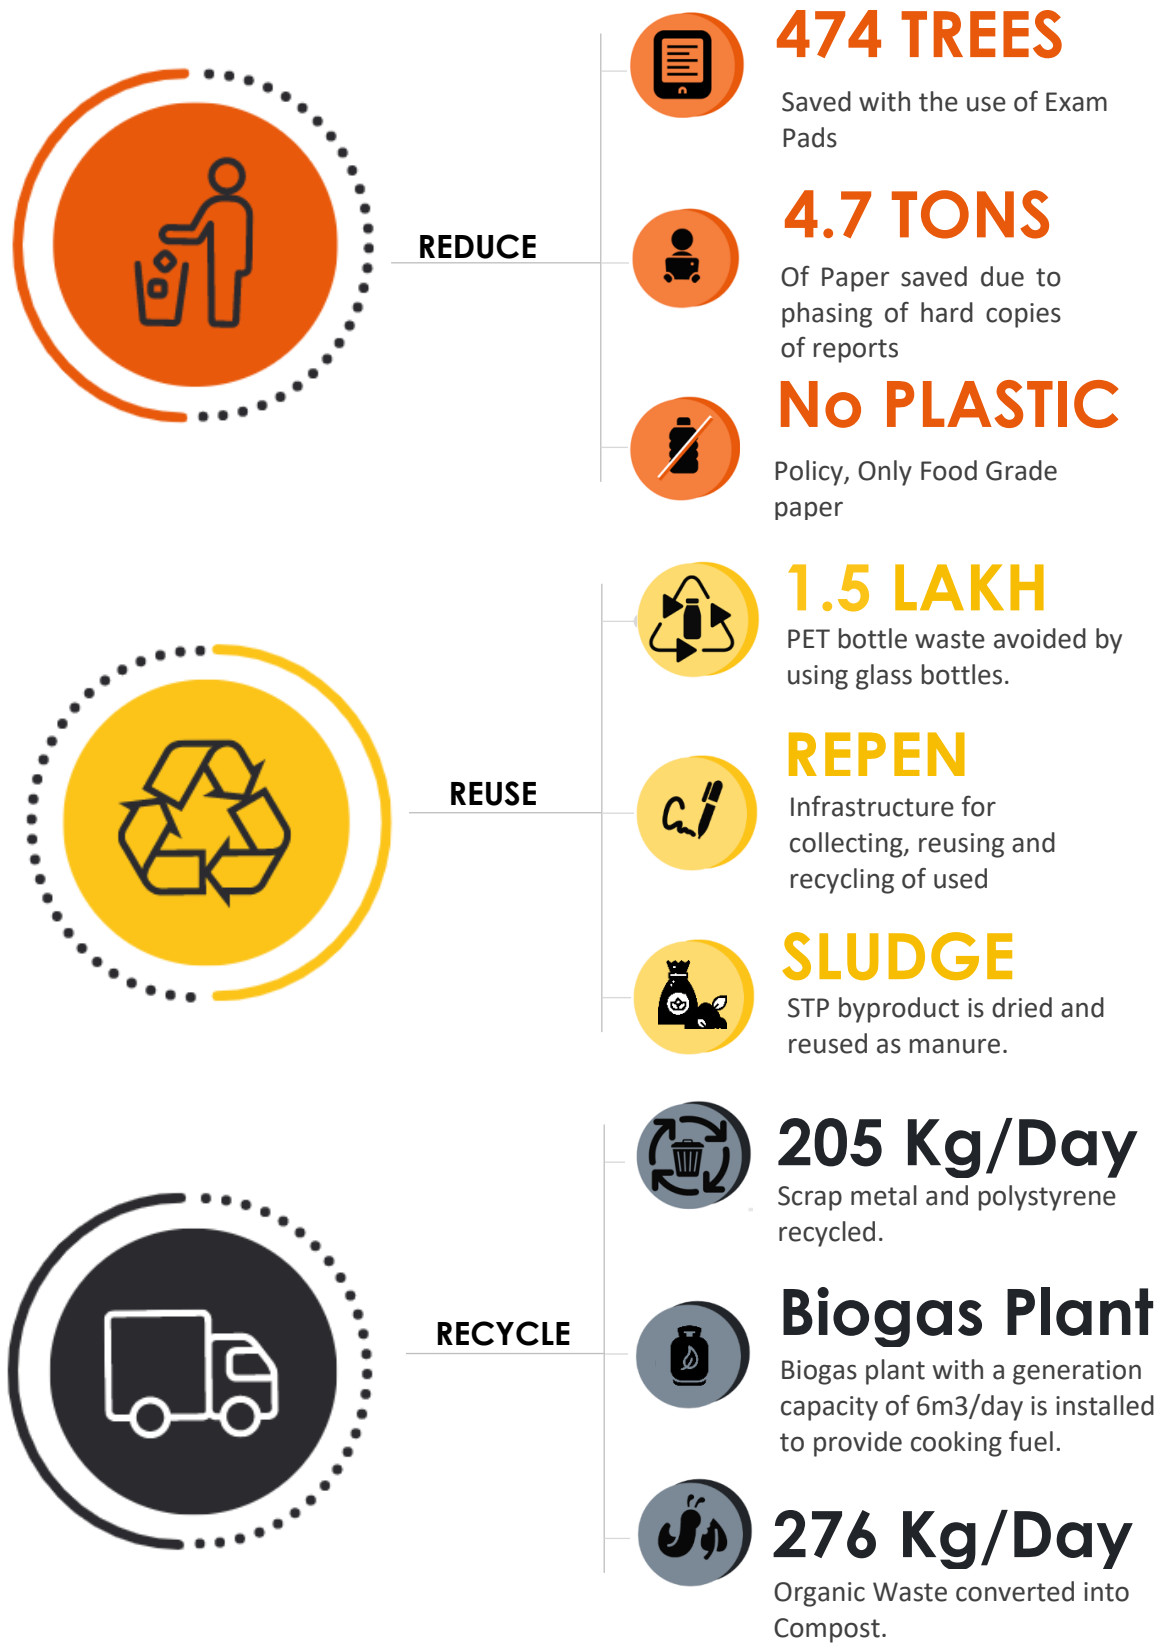 474 TREES
Saved with the use of Exam
Pads
REDUCE
4.7 TONS
Of Paper saved due to
phasing of hard copies
of reports
No PLASTIC
Policy, Only Food Grade
paper
1.5 LAKH
PET bottle waste avoided by
using glass bottles.
REUSE
REPEN
Infrastructure for
collecting, reusing and
recycling of used
SLUDGE
STP byproduct is dried and
reused as manure.
205 Kg/Day
Scrap metal and polystyrene
recycled.
RECYCLE
Biogas Plant
Biogas plant with a generation
capacity of 6m3/day is installed
to provide cooking fuel.
276 Kg/Day
Organic Waste converted into
Compost.